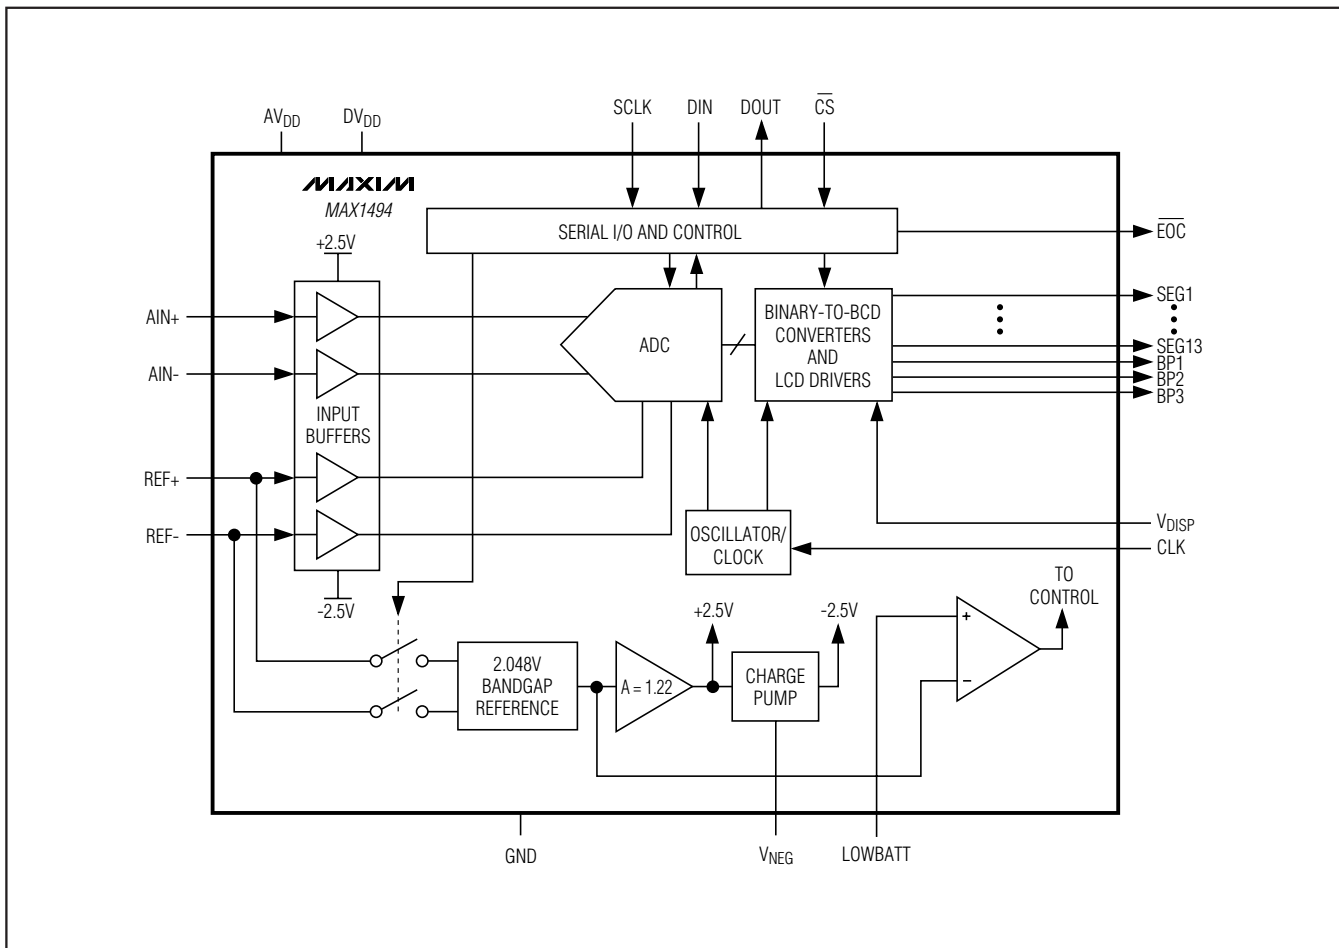 AVDD
DVDD
SCLK
DIN
DOUT
C̅S̅
MAXIM
MAX1494
+2.5V
SERIAL I/O AND CONTROL
E̅O̅C̅
AIN+
AIN-
INPUT
BUFFERS
ADC
BINARY-TO-BCD
CONVERTERS
AND
LCD DRIVERS
SEG1
SEG13
BP1
BP2
BP3
REF+
REF-
-2.5V
OSCILLATOR/
CLOCK
VDISP
CLK
2.048V
BANDGAP
REFERENCE
A = 1.22
+2.5V
CHARGE
PUMP
-2.5V
+
−
TO
CONTROL
GND
VNEG
LOWBATT